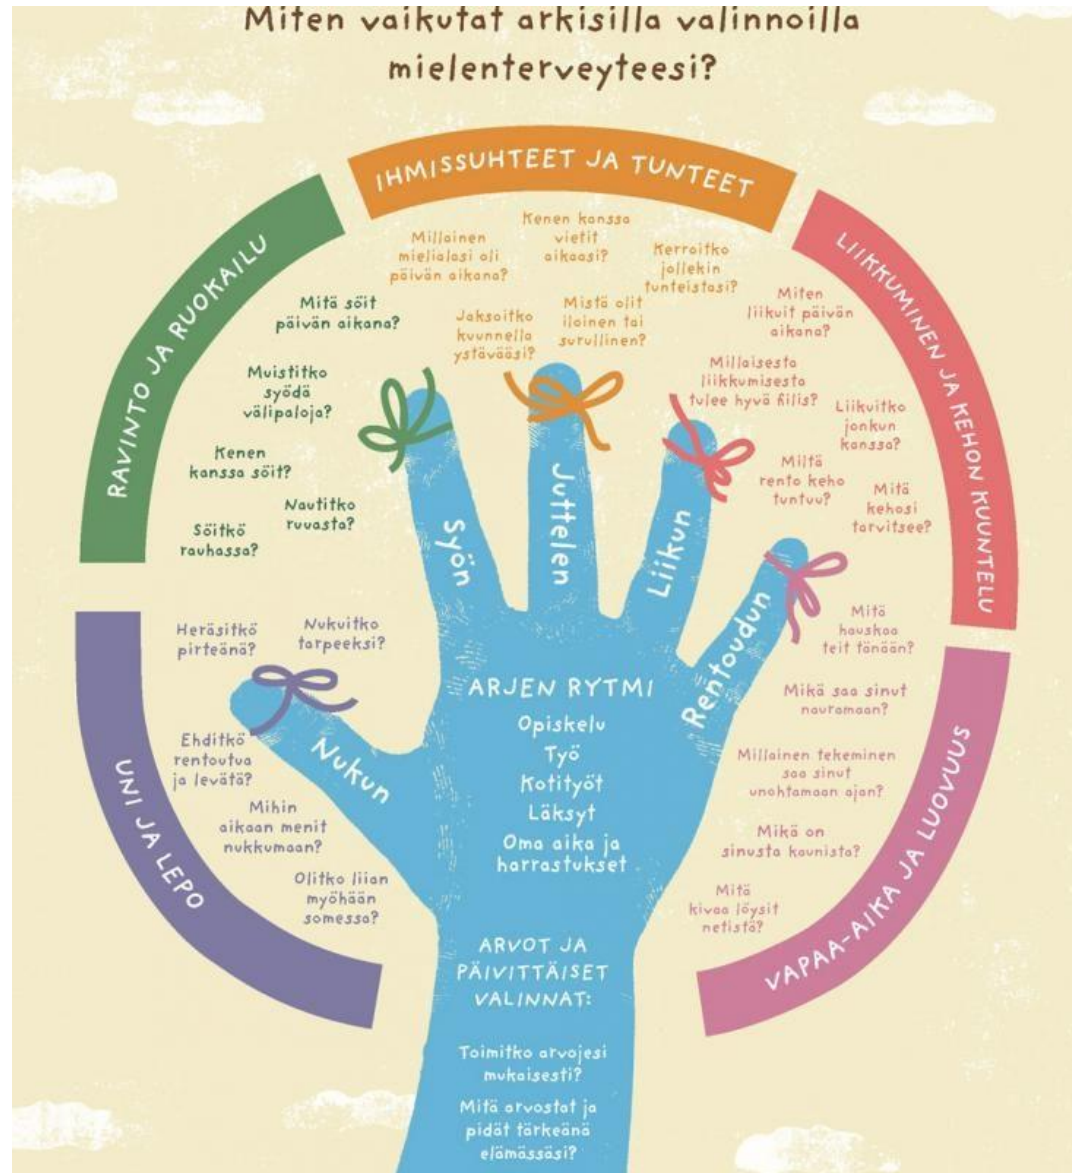 Miten vaikutat arkisilla valinnoilla
mielenterveyteesi?
IHMISSUHTEET JA TUNTEET
Millainen
mielialasi oli
päivän aikana?
Kenen kanssa
vietit
aikaasi?
Kerroitko
jollekin
tunteistasi?
Jaksoitko
kuunnella
ystävääsi?
Mistä olit
iloinen tai
surullinen?
RAVINTO JA RUOKAILU
Mitä söit
päivän aikana?
Muistitko
syödä
välipaloja?
Kenen
kanssa söit?
Nautitko
ruuasta?
Söitkö
rauhassa?
LIIKKUMINEN JA KEHON KUUNTELU
Miten
liikuit päivän
aikana?
Millaisesta
liikkumisesta
tulee hyvä fiilis?
Liikuitko
jonkun
kanssa?
Miltä
rento keho
tuntuu?
Mitä
kehosi
tarvitsee?
UNI JA LEPO
Heräsitkö
pirteänä?
Nukuitko
tarpeeksi?
Ehditkö
rentoutua
ja levätä?
Mihin
aikaan menit
nukkumaan?
Olitko liian
myöhään
somessa?
VAPAA-AIKA JA LUOVUUS
Mitä
hauskaa
teit tänään?
Mikä saa sinut
nauramaan?
Millainen tekeminen
saa sinut
unohtamaan ajan?
Mikä on
sinusta kaunista?
Mitä
kivaa löysit
netistä?
Nukun
Syön
Juttelen
Liikun
Rentoudun
ARJEN RYTMI
Opiskelu
Työ
Kotityöt
Läksyt
Oma aika ja
harrastukset
ARVOT JA
PÄIVITTÄISET
VALINNAT:
Toimitko arvojesi
mukaisesti?
Mitä arvostat ja
pidät tärkeänä
elämässäsi?